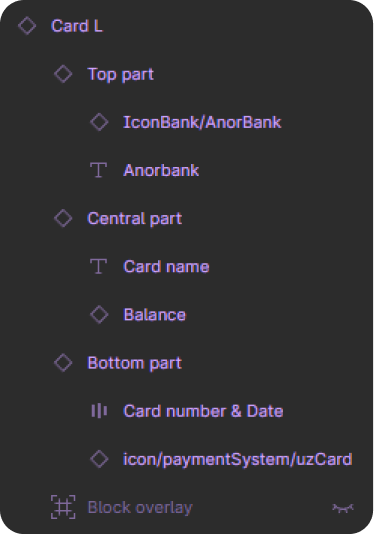 Card L
Top part
IconBank/AnorBank
Anorbank
Central part
Card name
Balance
Bottom part
Card number & Date
icon/paymentSystem/uzCard
Block overlay